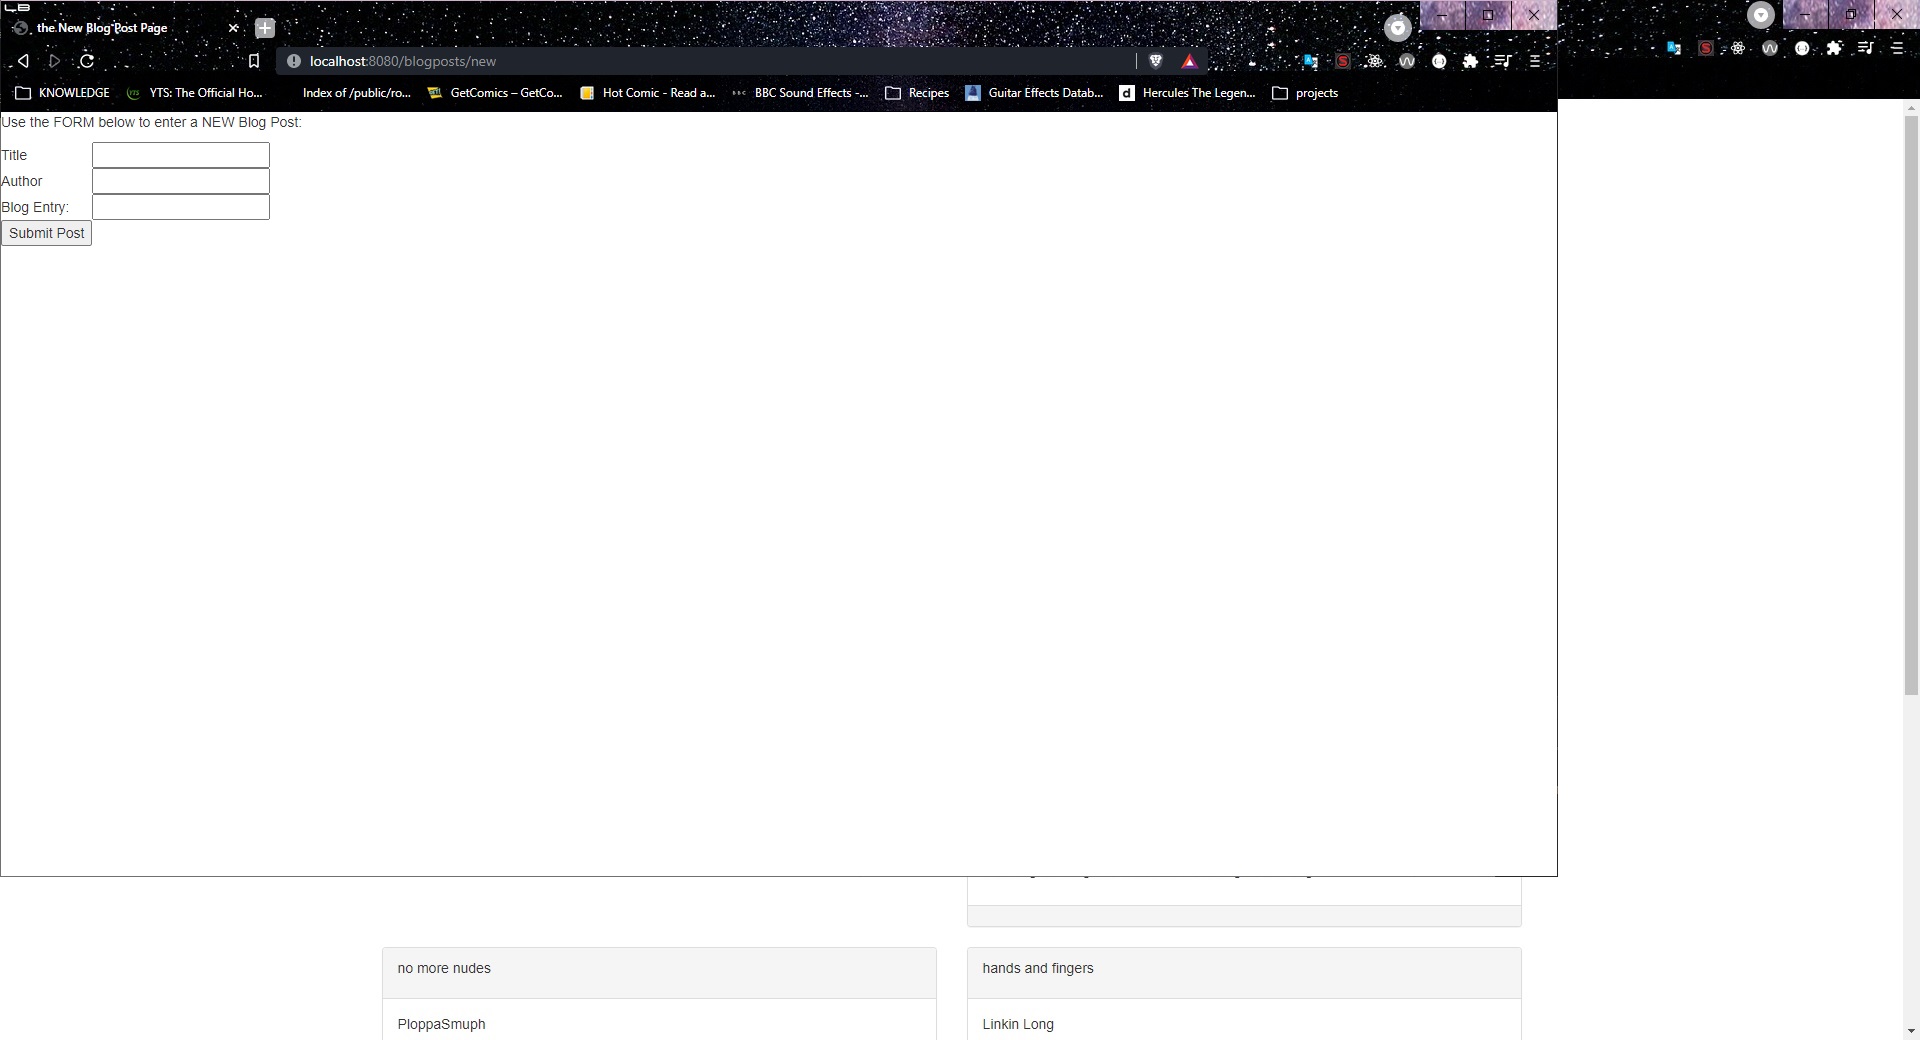 the New Blog Post Page
localhost:8080/blogposts/new
KNOWLEDGE YTS: The Official Ho... Index of /public/ro... GetComics – GetCo... Hot Comic - Read a... BBC Sound Effects -... Recipes Guitar Effects Datab... d Hercules The Legen... projects
Use the FORM below to enter a NEW Blog Post:
Title
Author
Blog Entry:
Submit Post
no more nudes
hands and fingers
PloppaSmuph
Linkin Long